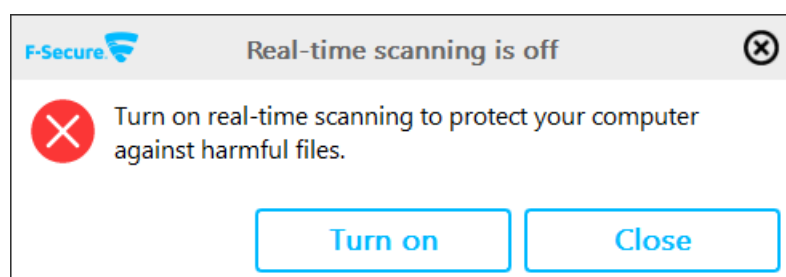 F-Secure. Real-time scanning is off
Turn on real-time scanning to protect your computer
against harmful files.
Turn on Close